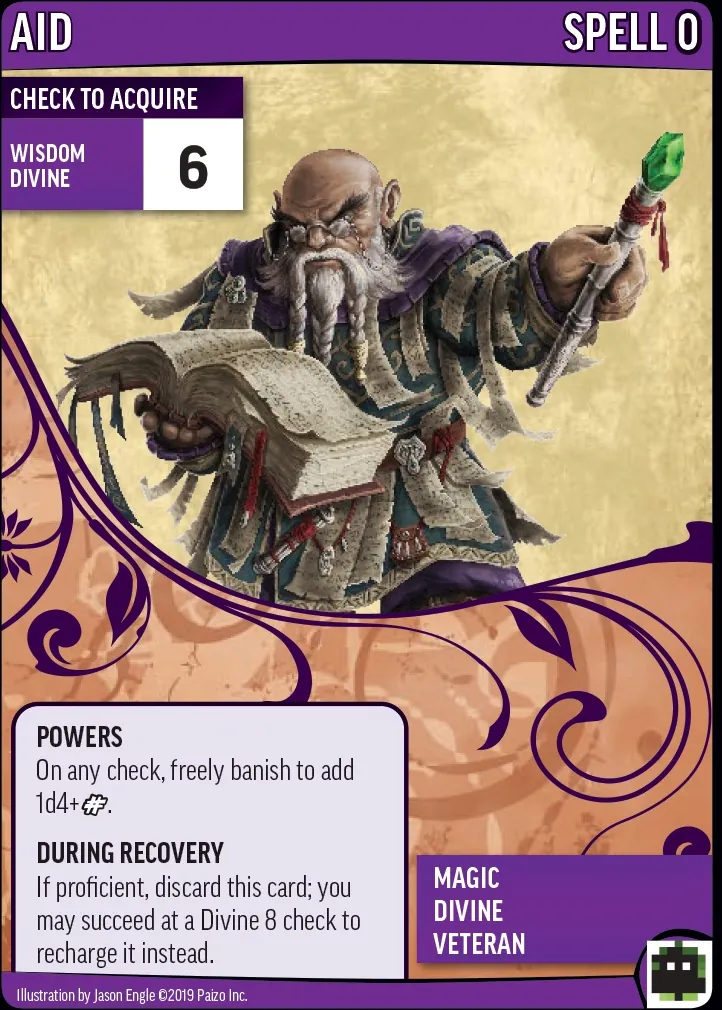 AID
SPELL 0
CHECK TO ACQUIRE
WISDOM
DIVINE
6
POWERS
On any check, freely banish to add
1d4+#.
DURING RECOVERY
If proficient, discard this card; you
may succeed at a Divine 8 check to
recharge it instead.
MAGIC
DIVINE
VETERAN
Illustration by Jason Engle ©2019 Paizo Inc.